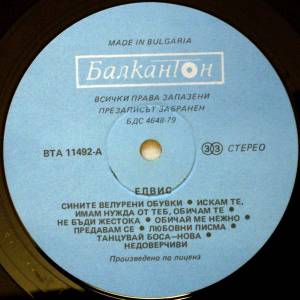 MADE IN BULGARIA
Балкантон
ВСИЧКИ ПРАВА ЗАПАЗЕНИ
ПРЕЗАПИСЪТ ЗАБРАНЕН
БДС 4648-79
ВТА 11492-А
33 СТЕРЕО
ЕЛВИС
СИНИТЕ ВЕЛУРЕНИ ОБУВКИ • ИСКАМ ТЕ,
ИМАМ НУЖДА ОТ ТЕБ, ОБИЧАМ ТЕ •
НЕ БЪДИ ЖЕСТОКА • ОБИЧАЙ МЕ НЕЖНО •
ПРЕДАВАМ СЕ • ЛЮБОВНИ ПИСМА •
ТАНЦУВАЙ БОСА-НОВА •
НЕДОВЕРЧИВИ
Произведено по лиценз